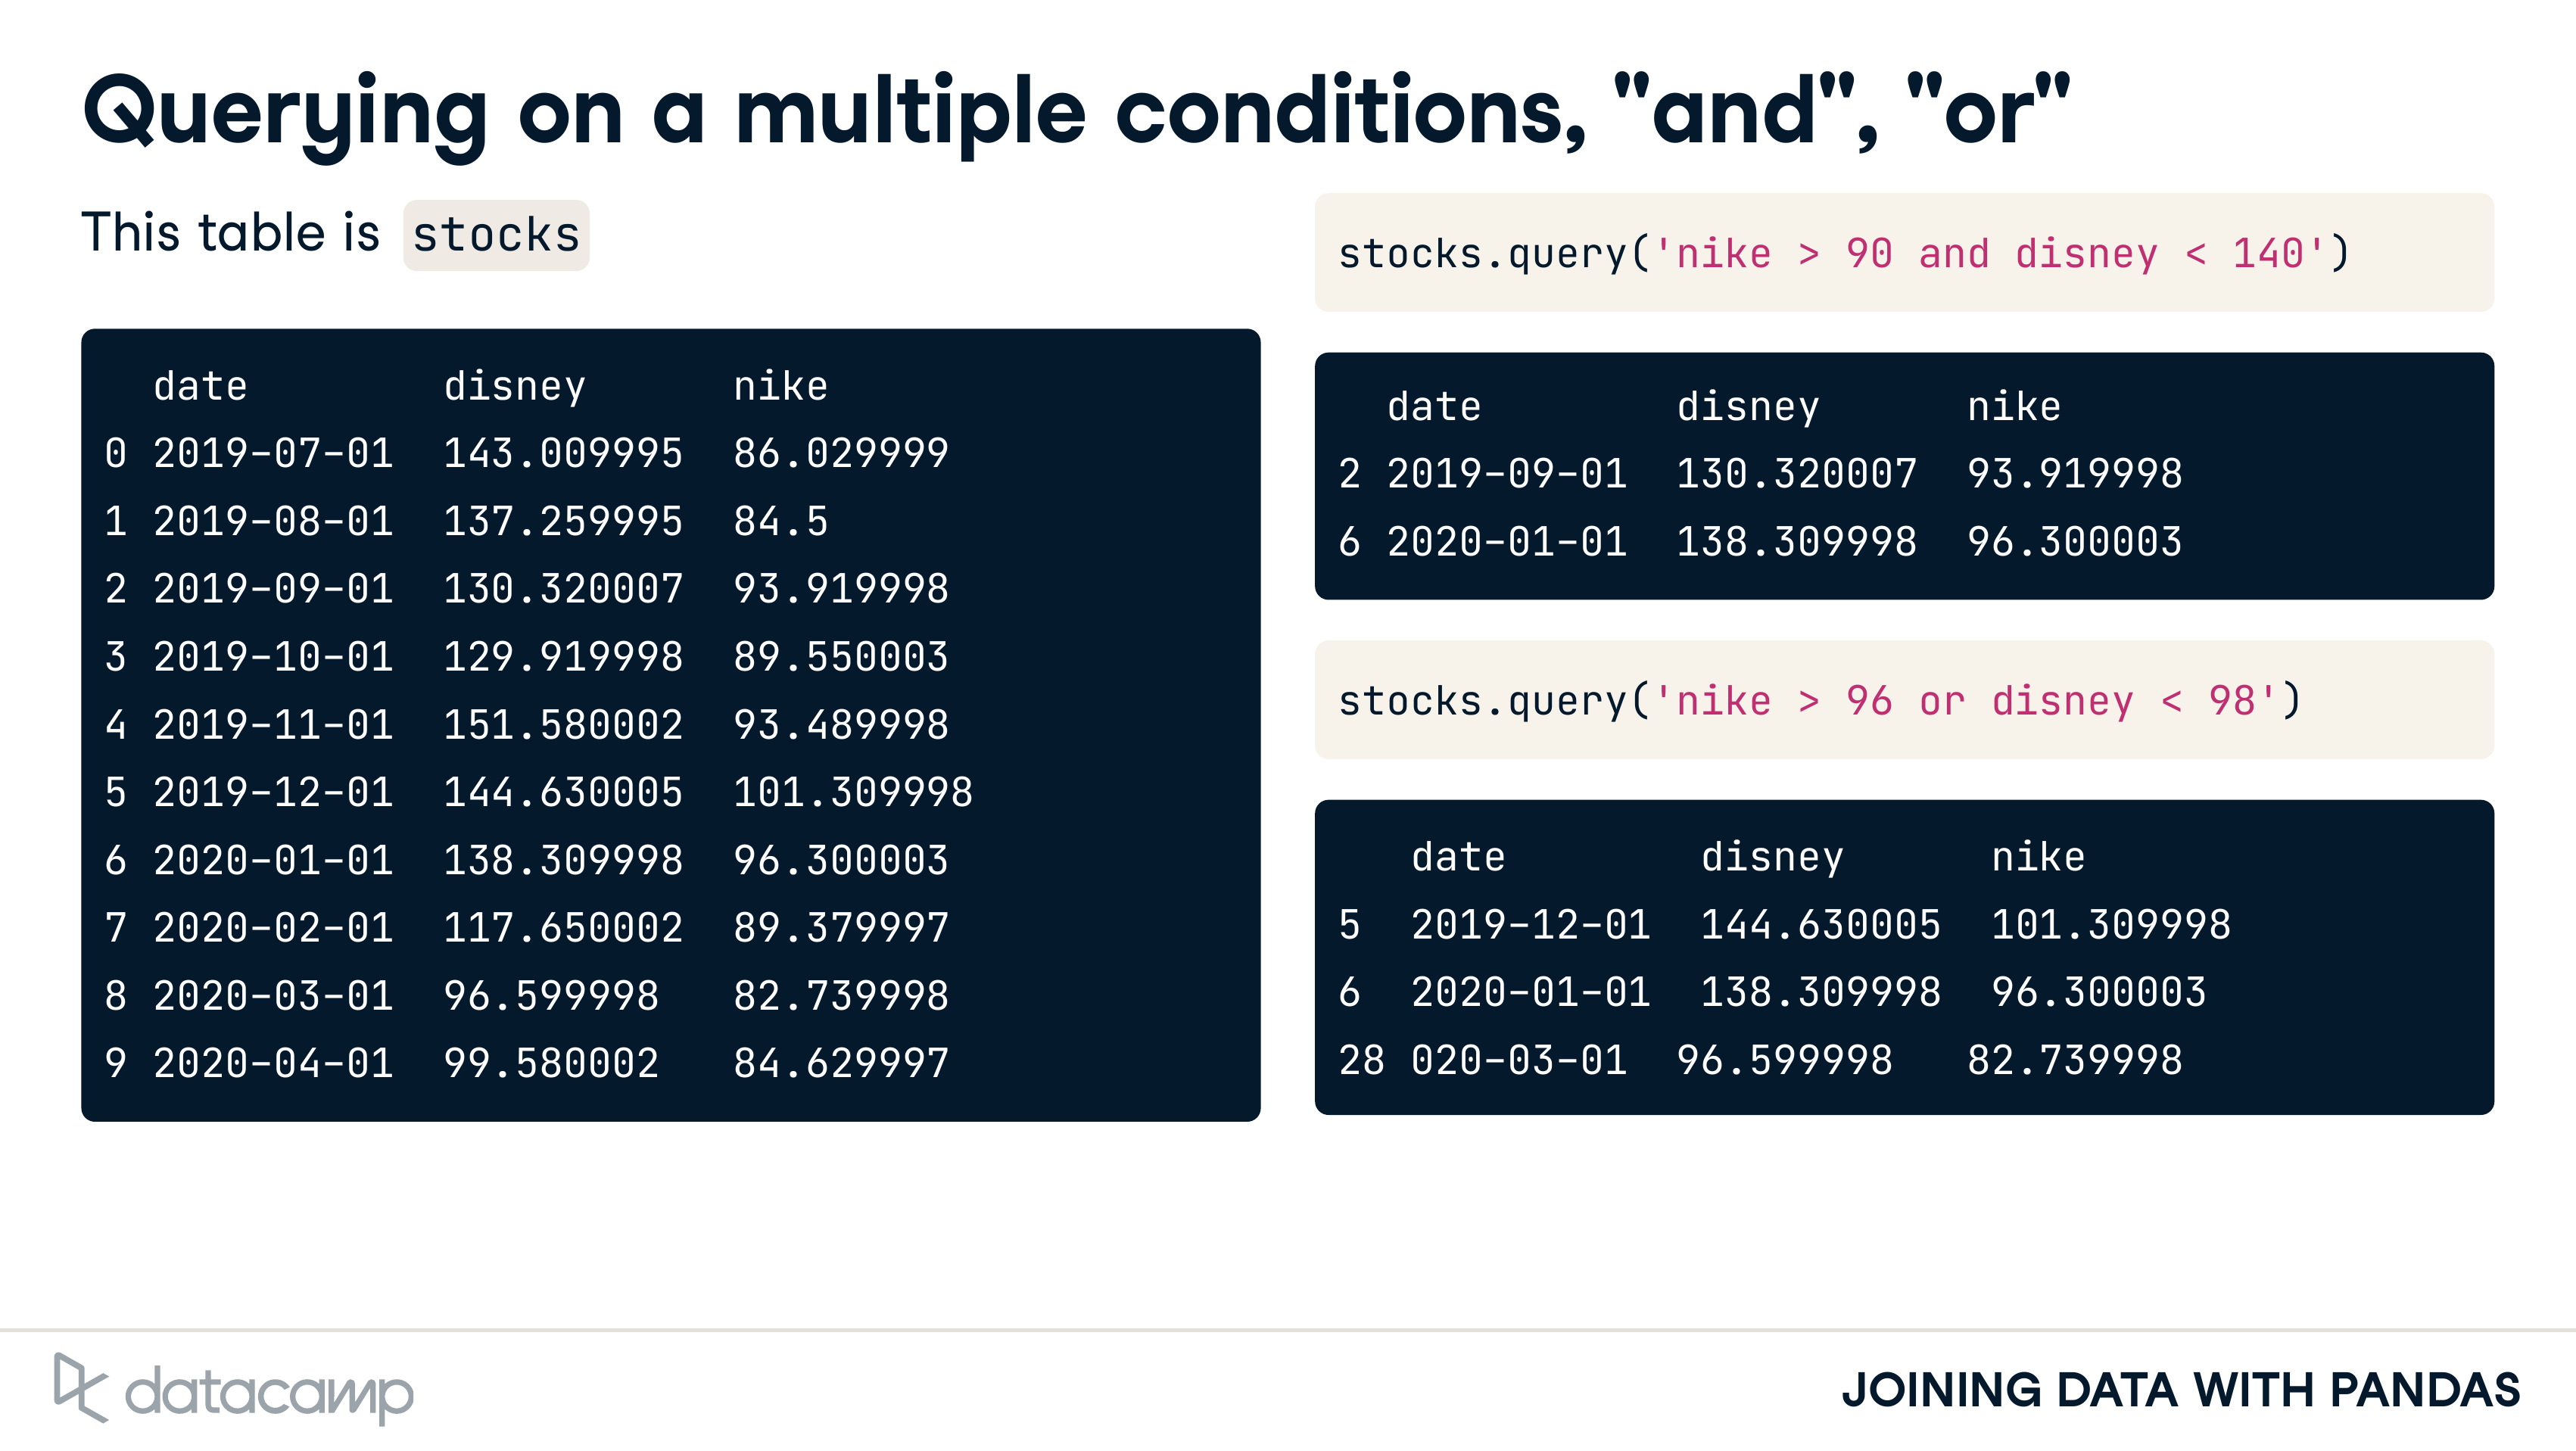 Querying on a multiple conditions, "and", "or"
This table is stocks
date disney nike
0 2019-07-01 143.009995 86.029999
1 2019-08-01 137.259995 84.5
2 2019-09-01 130.320007 93.919998
3 2019-10-01 129.919998 89.550003
4 2019-11-01 151.580002 93.489998
5 2019-12-01 144.630005 101.309998
6 2020-01-01 138.309998 96.300003
7 2020-02-01 117.650002 89.379997
8 2020-03-01 96.599998 82.739998
9 2020-04-01 99.580002 84.629997
stocks.query('nike > 90 and disney < 140')
date disney nike
2 2019-09-01 130.320007 93.919998
6 2020-01-01 138.309998 96.300003
stocks.query('nike > 96 or disney < 98')
date disney nike
5 2019-12-01 144.630005 101.309998
6 2020-01-01 138.309998 96.300003
28 020-03-01 96.599998 82.739998
datacamp
JOINING DATA WITH PANDAS